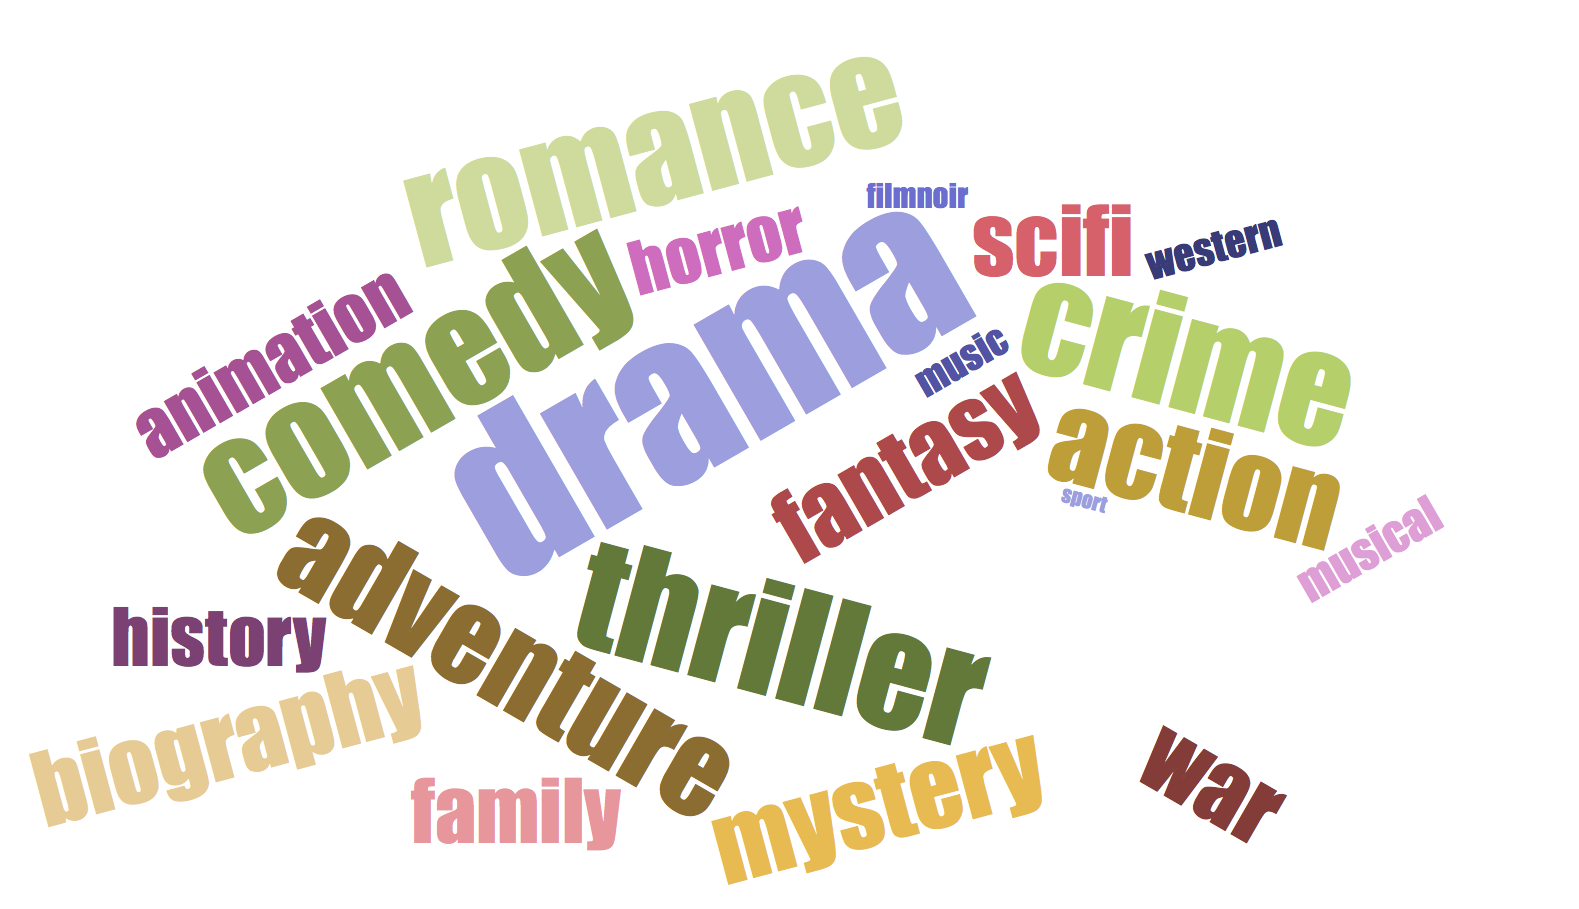 romance
filmnoir
horror
scifi
western
animation
comedy
drama
music
crime
fantasy
action
sport
musical
adventure
thriller
history
biography
family
mystery
war